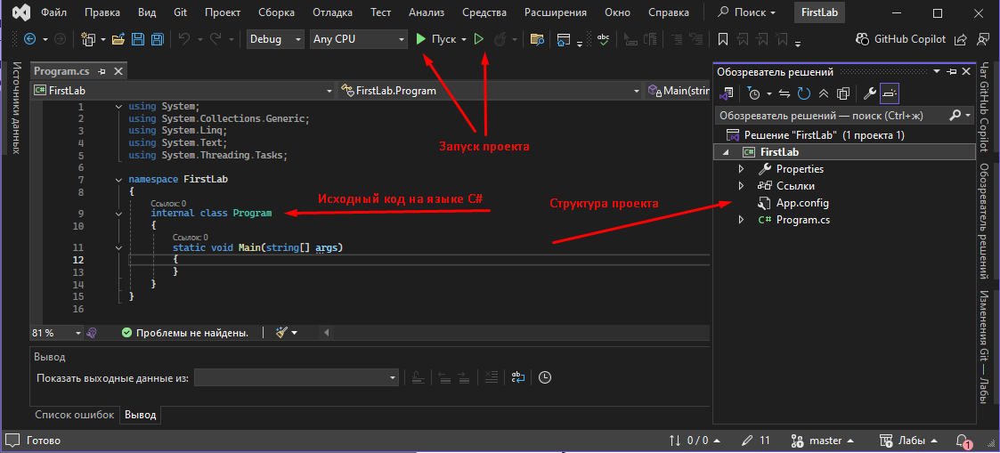 Файл Правка Вид Git Проект Сборка Отладка Тест Анализ Средства Расширения Окно Справка Поиск FirstLab
Debug Any CPU Пуск GitHub Copilot
Источники данных
Program.cs
FirstLab FirstLab.Program Main(string
1 using System;
2 using System.Collections.Generic;
3 using System.Linq;
4 using System.Text;
5 using System.Threading.Tasks;
6
7 namespace FirstLab
8 {
Ссылок: 0
9 internal class Program
10 {
Ссылок: 0
11 static void Main(string[] args)
12 {
13 }
14 }
15 }
16
Запуск проекта
Исходный код на языке C#
Структура проекта
81 % Проблемы не найдены.
Вывод
Показать выходные данные из:
Список ошибок Вывод
Обозреватель решений
Обозреватель решений — поиск (Ctrl+ж)
Решение "FirstLab" (1 проекта 1)
FirstLab
Properties
Ссылки
App.config
Program.cs
Чат GitHub Copilot
Обозреватель решений
Изменения Git — Лабы
Готово 0 / 0 11 master Лабы 1